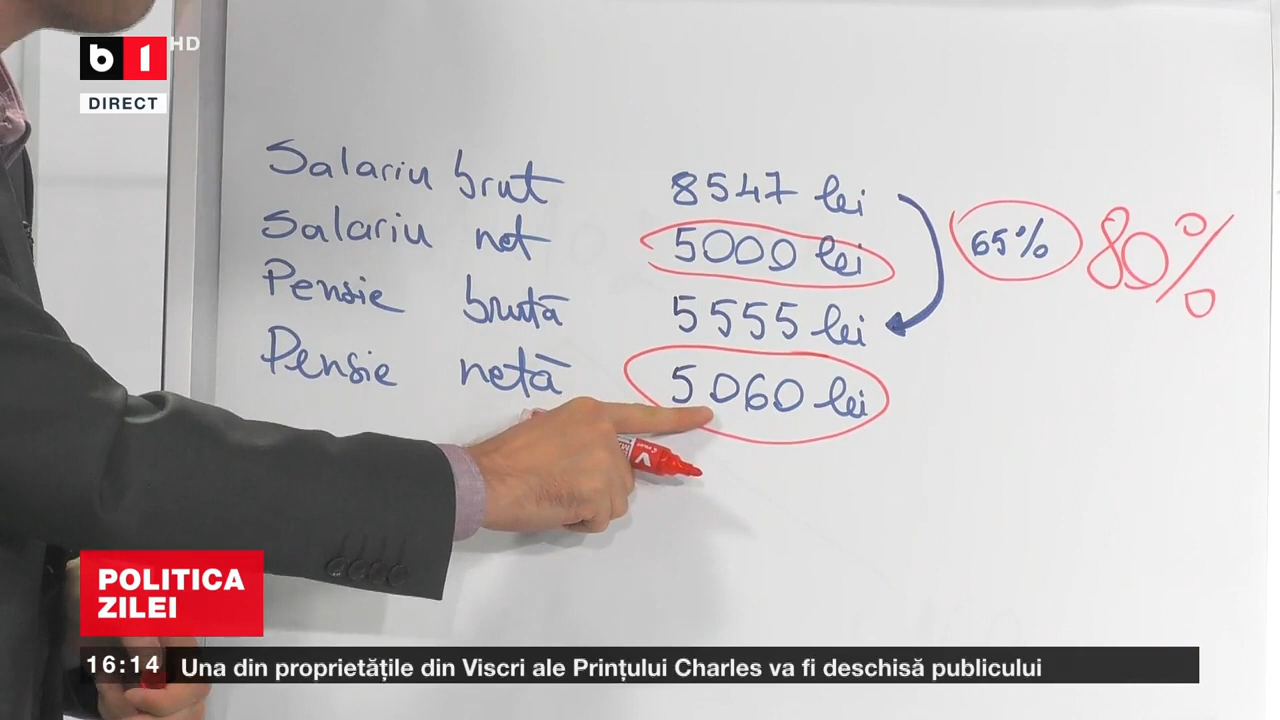 b1 HD
DIRECT
Salariu brut 8547 lei
Salariu net 5000 lei
65% 80%
Pensie brută 5555 lei
Pensie netă 5060 lei
POLITICA
ZILEI
16:14 Una din proprietățile din Viscri ale Prințului Charles va fi deschisă publicului